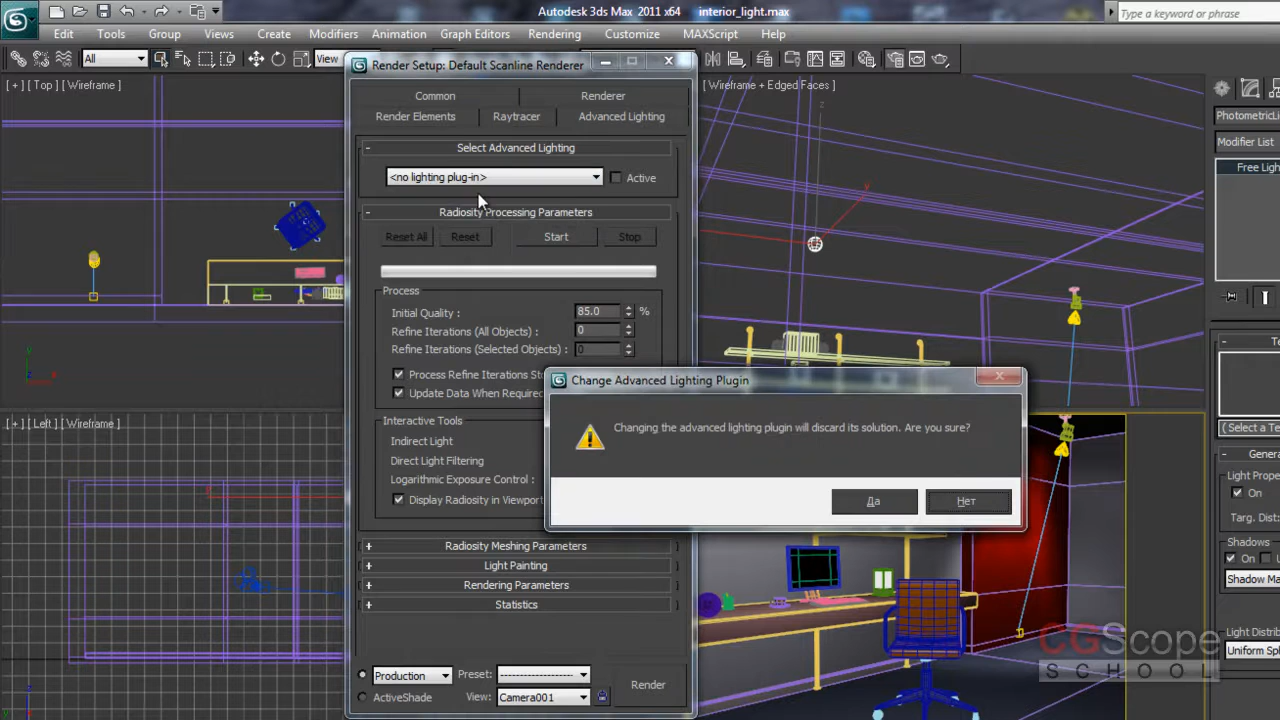 Autodesk 3ds Max 2011 x64 interior_light.max
Type a keyword or phrase
Edit Tools Group Views Create Modifiers Animation Graph Editors Rendering Customize MAXScript Help
All
View
[ + ] [ Top ] [ Wireframe ]
Render Setup: Default Scanline Renderer
Common
Renderer
Render Elements
Raytracer
Advanced Lighting
- Select Advanced Lighting
<no lighting plug-in>
Active
- Radiosity Processing Parameters
Reset All
Reset
Start
Stop
Process
Initial Quality : 85.0 %
Refine Iterations (All Objects) : 0
Refine Iterations (Selected Objects) : 0
Process Refine Iterations St
Update Data When Required
Interactive Tools
Indirect Light
Direct Light Filtering
Logarithmic Exposure Control :
Display Radiosity in Viewport
+ Radiosity Meshing Parameters
+ Light Painting
+ Rendering Parameters
+ Statistics
Production
Preset: --------------------
ActiveShade
View: Camera001
Render
[ Wireframe + Edged Faces ]
z
y
Change Advanced Lighting Plugin
Changing the advanced lighting plugin will discard its solution. Are you sure?
Да
Нет
[ + ] [ Left ] [ Wireframe ]
PhotometricLi
Modifier List
Free Ligh
Te
( Select a Te
- Genera
Light Prope
On
Targ. Dist:
Shadows
On U
Shadow Ma
Light Distrib
Uniform Sp
CGScope
SCHOOL